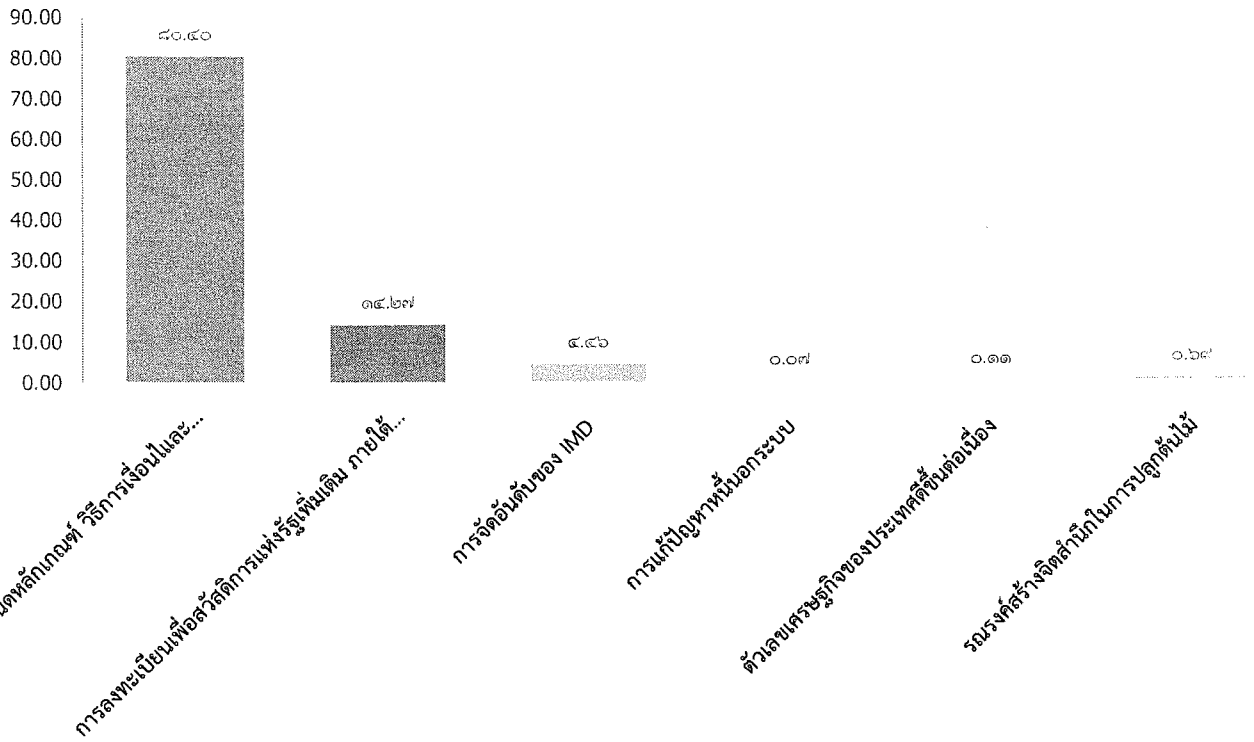 90.00
80.00
70.00
60.00
50.00
40.00
30.00
20.00
10.00
0.00
๘๐.๔๐
๑๔.๒๗
๔.๔๖
๐.๐๗
๐.๑๑
๐.๖๙
หลักเกณฑ์ วิธีการเงื่อนไขและ...
การลงทะเบียนเพื่อสวัสดิการแห่งรัฐเพิ่มเติม ภายใต้...
การจัดอันดับของ IMD
การแก้ปัญหาหนี้นอกระบบ
ตัวเลขเศรษฐกิจของประเทศดีขึ้นต่อเนื่อง
รณรงค์สร้างจิตสำนึกในการปลูกต้นไม้